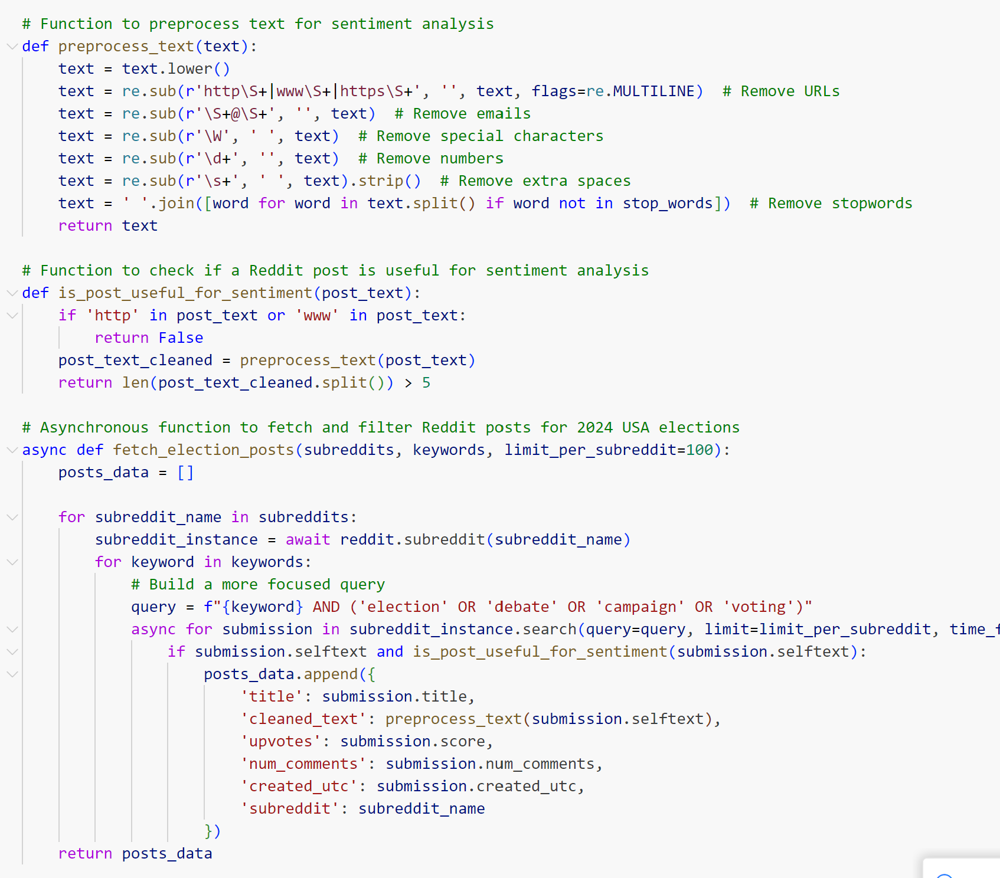 # Function to preprocess text for sentiment analysis
def preprocess_text(text):
    text = text.lower()
    text = re.sub(r'http\S+|www\S+|https\S+', '', text, flags=re.MULTILINE)  # Remove URLs
    text = re.sub(r'\S+@\S+', '', text)  # Remove emails
    text = re.sub(r'\W', ' ', text)  # Remove special characters
    text = re.sub(r'\d+', '', text)  # Remove numbers
    text = re.sub(r'\s+', ' ', text).strip()  # Remove extra spaces
    text = ' '.join([word for word in text.split() if word not in stop_words])  # Remove stopwords
    return text

# Function to check if a Reddit post is useful for sentiment analysis
def is_post_useful_for_sentiment(post_text):
    if 'http' in post_text or 'www' in post_text:
        return False
    post_text_cleaned = preprocess_text(post_text)
    return len(post_text_cleaned.split()) > 5

# Asynchronous function to fetch and filter Reddit posts for 2024 USA elections
async def fetch_election_posts(subreddits, keywords, limit_per_subreddit=100):
    posts_data = []

    for subreddit_name in subreddits:
        subreddit_instance = await reddit.subreddit(subreddit_name)
        for keyword in keywords:
            # Build a more focused query
            query = f"{keyword} AND ('election' OR 'debate' OR 'campaign' OR 'voting')"
            async for submission in subreddit_instance.search(query=query, limit=limit_per_subreddit,
                if submission.selftext and is_post_useful_for_sentiment(submission.selftext):
                    posts_data.append({
                        'title': submission.title,
                        'cleaned_text': preprocess_text(submission.selftext),
                        'upvotes': submission.score,
                        'num_comments': submission.num_comments,
                        'created_utc': submission.created_utc,
                        'subreddit': subreddit_name
                    })
    return posts_data